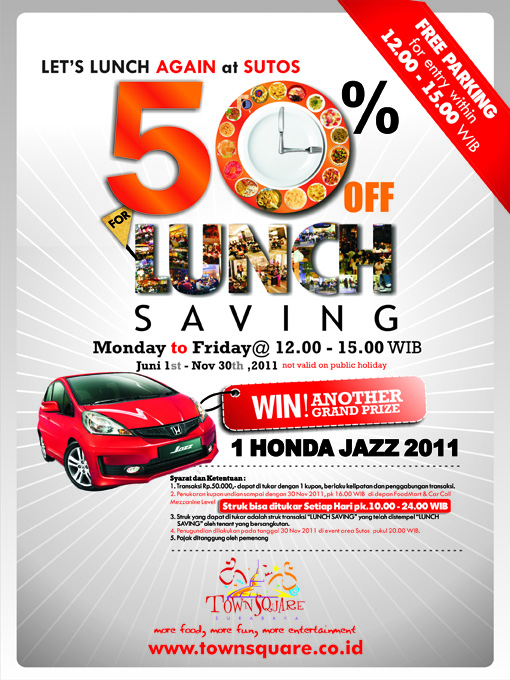 LET'S LUNCH AGAIN at SUTOS
FREE PARKING
for entry within
12.00 - 15.00 WIB
50%
OFF
FOR
LUNCH
SAVING
Monday to Friday@ 12.00 - 15.00 WIB
Juni 1st - Nov 30th ,2011 not valid on public holiday
WIN! ANOTHER
GRAND PRIZE
1 HONDA JAZZ 2011
Jazz
Syarat dan Ketentuan :
1. Transaksi Rp.50.000,- dapat di tukar dengan 1 kupon, berlaku kelipatan dan penggabungan transaksi.
2. Penukaran kupon undian sampai dengan 30 Nov 2011, pk 16.00 WIB di depan FoodMart & Car Call
Mezzanine Level
Struk bisa ditukar Setiap Hari pk.10.00 - 24.00 WIB
3. Struk yang dapat di tukar adalah struk transaksi "LUNCH SAVING" yang telah distempel "LUNCH
SAVING" oleh tenant yang bersangkutan.
4. Pengundian dilakukan pada tanggal 30 Nov 2011 di event area Sutos pukul 20.00 WIB.
5. Pajak ditanggung oleh pemenang
TOWNSQUARE
SURABAYA
more food, more fun, more entertainment
www.townsquare.co.id